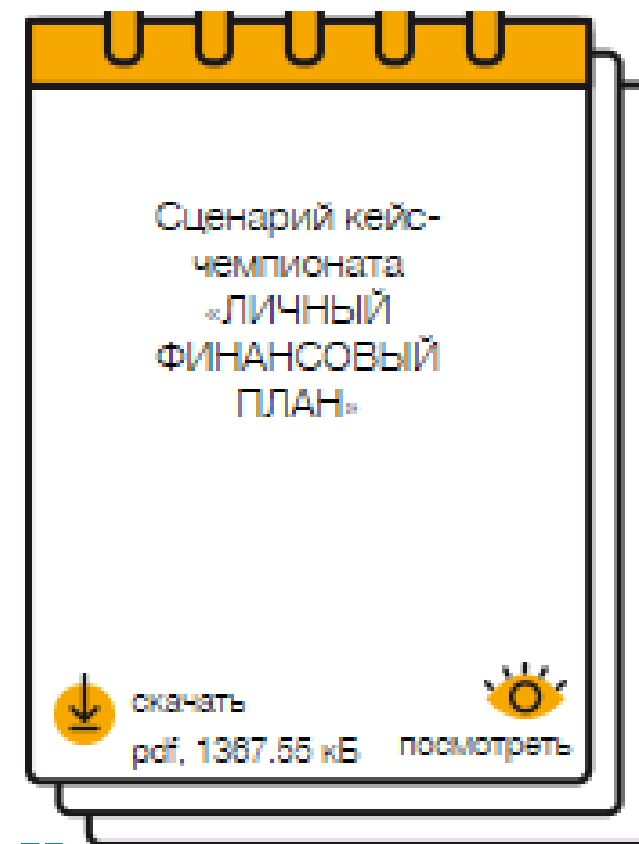 Сценарий кейс-
чемпионата
«ЛИЧНЫЙ
ФИНАНСОВЫЙ
ПЛАН»
скачать
pdf, 1387.55 кБ
посмотреть